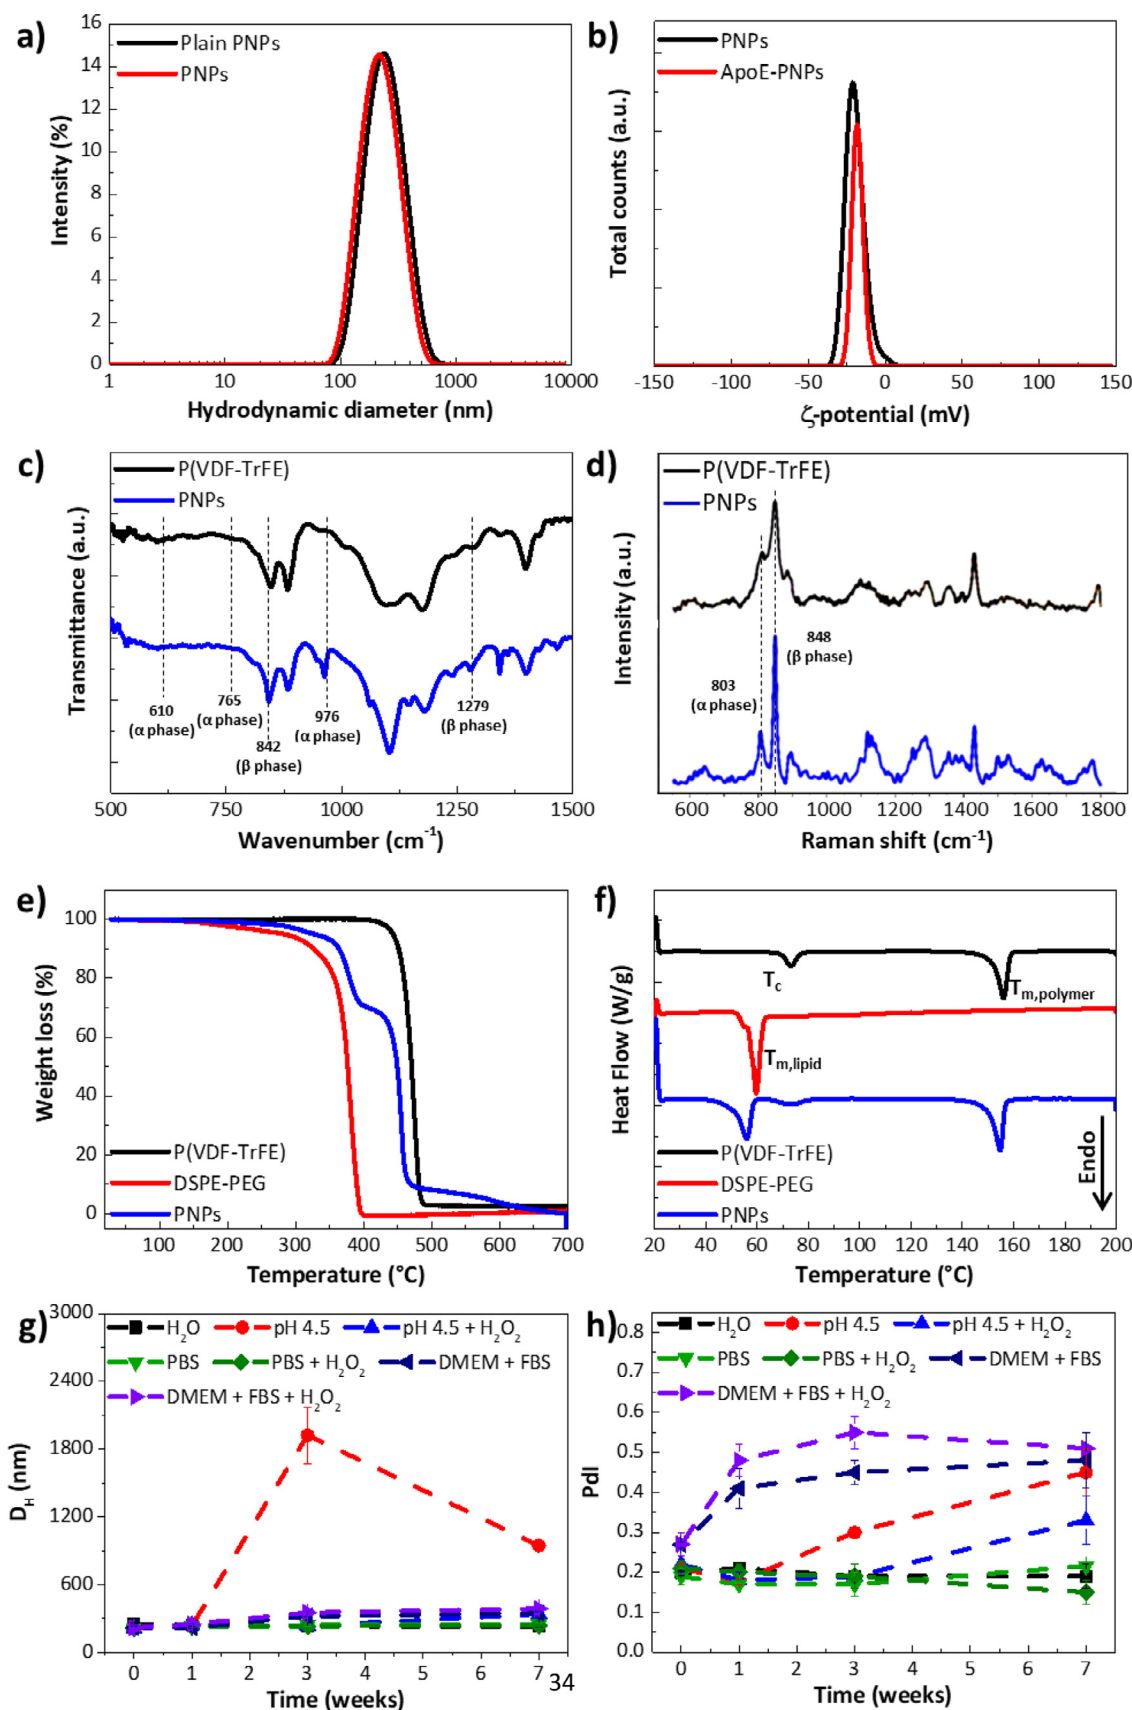 a)
Plain PNPs
PNPs
Intensity (%)
16
14
12
10
8
6
4
2
0
1 10 100 1000 10000
Hydrodynamic diameter (nm)
b)
PNPs
ApoE-PNPs
Total counts (a.u.)
-150 -100 -50 0 50 100 150
ζ-potential (mV)
c)
P(VDF-TrFE)
PNPs
Transmittance (a.u.)
610
(α phase)
765
(α phase)
842
(β phase)
976
(α phase)
1279
(β phase)
500 750 1000 1250 1500
Wavenumber (cm⁻¹)
d)
P(VDF-TrFE)
PNPs
Intensity (a.u.)
803
(α phase)
848
(β phase)
600 800 1000 1200 1400 1600 1800
Raman shift (cm⁻¹)
e)
Weight loss (%)
100
80
60
40
20
0
P(VDF-TrFE)
DSPE-PEG
PNPs
100 200 300 400 500 600 700
Temperature (°C)
f)
Heat Flow (W/g)
T_c
T_m,polymer
T_m,lipid
P(VDF-TrFE)
DSPE-PEG
PNPs
Endo
20 40 60 80 100 120 140 160 180 200
Temperature (°C)
g)
H₂O pH 4.5 pH 4.5 + H₂O₂
PBS PBS + H₂O₂ DMEM + FBS
DMEM + FBS + H₂O₂
D_H (nm)
3000
2400
1800
1200
600
0
0 1 2 3 4 5 6 7
Time (weeks)
h)
H₂O pH 4.5 pH 4.5 + H₂O₂
PBS PBS + H₂O₂ DMEM + FBS
DMEM + FBS + H₂O₂
PdI
0.8
0.7
0.6
0.5
0.4
0.3
0.2
0.1
0.0
0 1 2 3 4 5 6 7
Time (weeks)
34